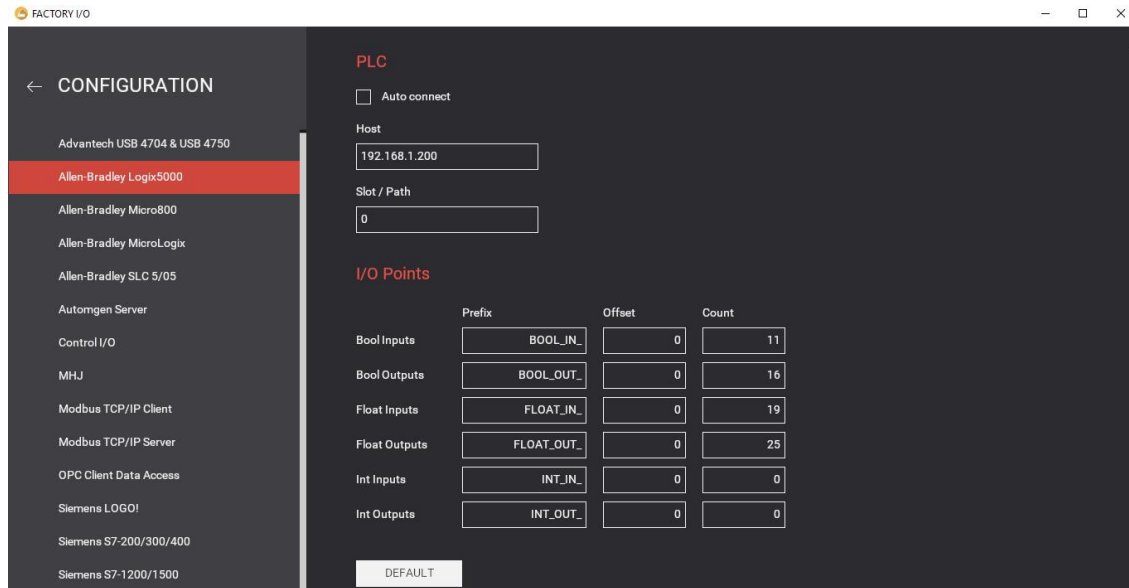 FACTORY I/O
CONFIGURATION
Advantech USB 4704 & USB 4750
Allen-Bradley Logix5000
Allen-Bradley Micro800
Allen-Bradley MicroLogix
Allen-Bradley SLC 5/05
Automgen Server
Control I/O
MHJ
Modbus TCP/IP Client
Modbus TCP/IP Server
OPC Client Data Access
Siemens LOGO!
Siemens S7-200/300/400
Siemens S7-1200/1500
PLC
Auto connect
Host
192.168.1.200
Slot / Path
0
I/O Points
Prefix Offset Count
Bool Inputs BOOL_IN_ 0 11
Bool Outputs BOOL_OUT_ 0 16
Float Inputs FLOAT_IN_ 0 19
Float Outputs FLOAT_OUT_ 0 25
Int Inputs INT_IN_ 0 0
Int Outputs INT_OUT_ 0 0
DEFAULT